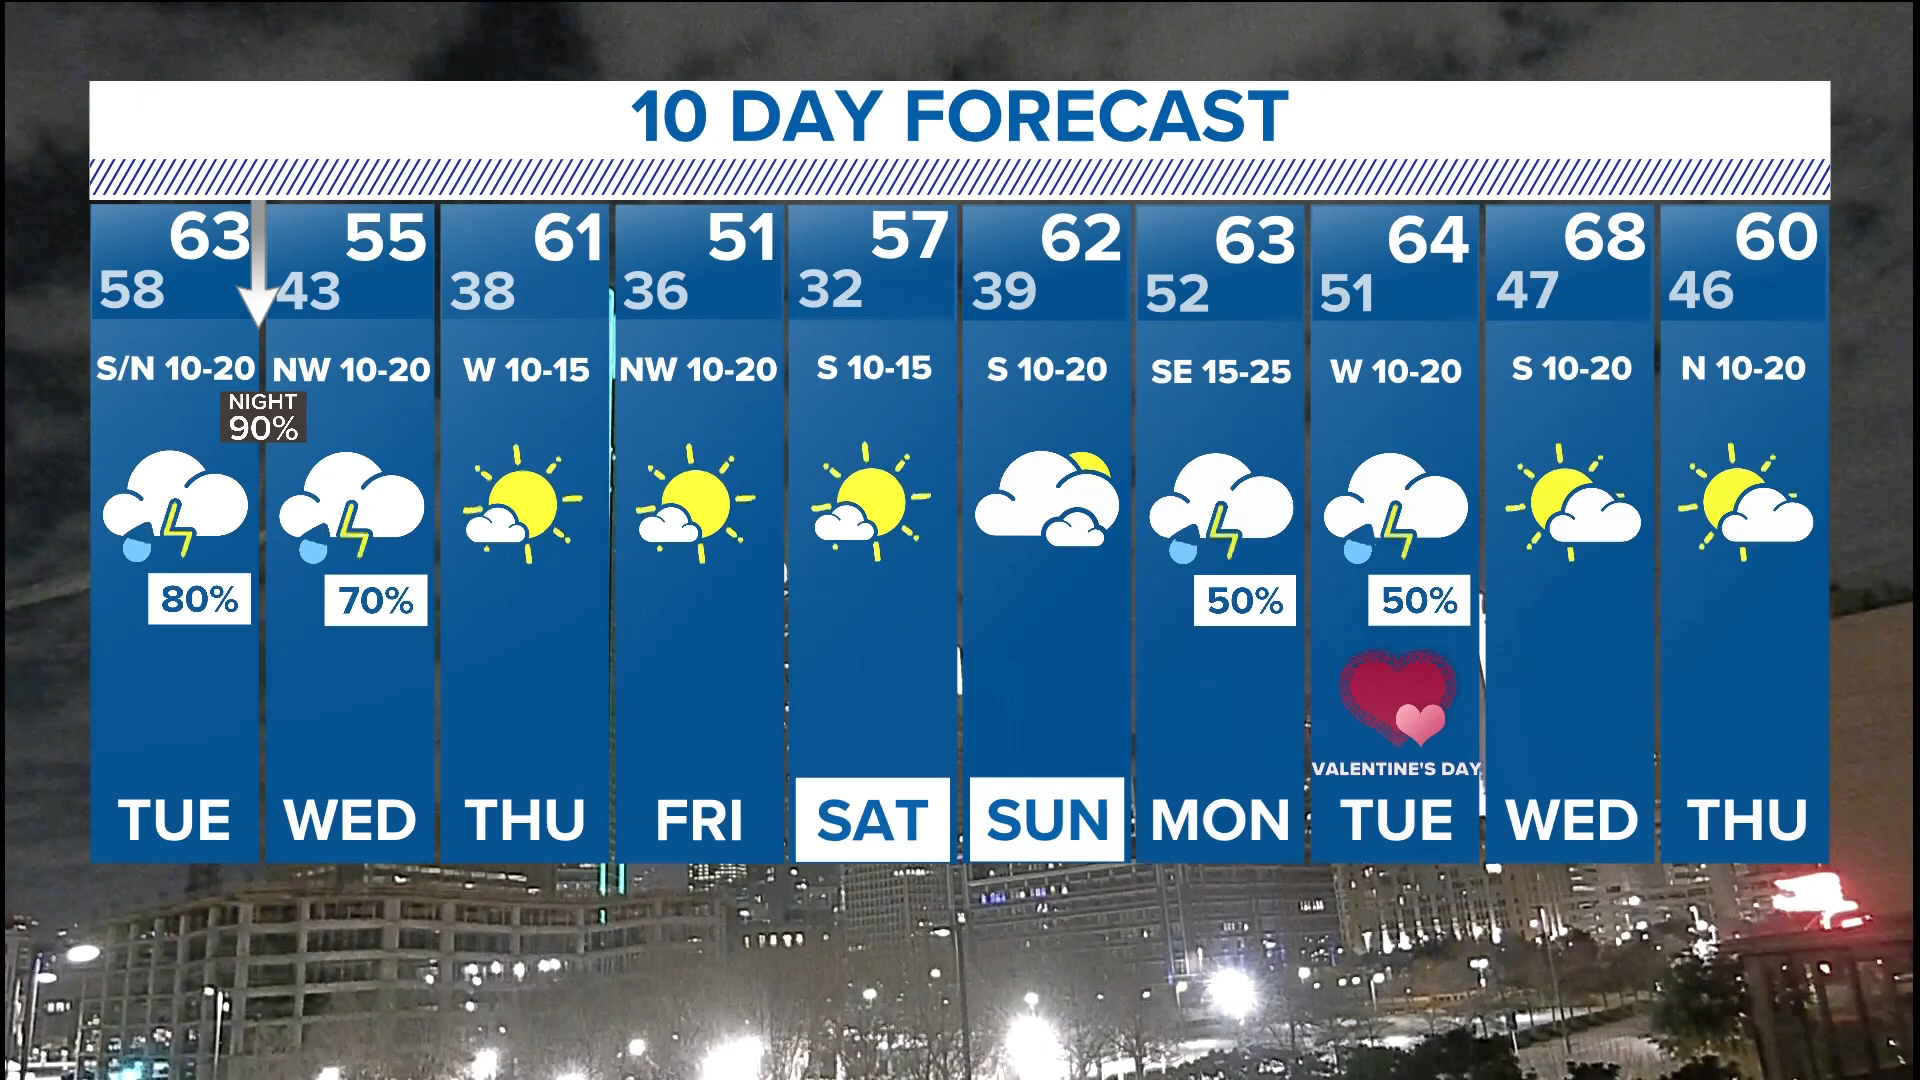 10 DAY FORECAST
63 55 61 51 57 62 63 64 68 60
58 43 38 36 32 39 52 51 47 46
S/N 10-20 NW 10-20 W 10-15 NW 10-20 S 10-15 S 10-20 SE 15-25 W 10-20 S 10-20 N 10-20
NIGHT
90%
80% 70% 50% 50%
VALENTINE'S DAY
TUE WED THU FRI SAT SUN MON TUE WED THU